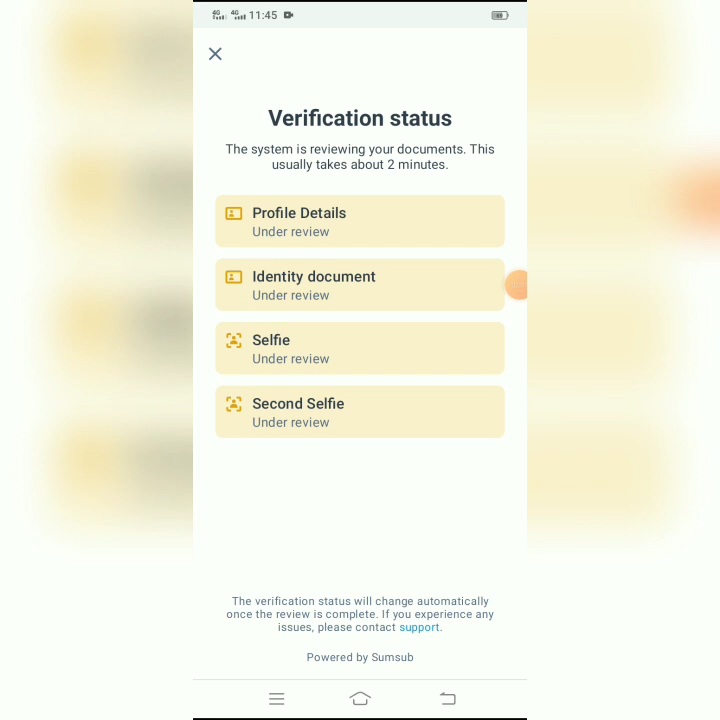 4G 4G 11:45
Verification status
The system is reviewing your documents. This
usually takes about 2 minutes.
Profile Details
Under review
Identity document
Under review
Selfie
Under review
Second Selfie
Under review
The verification status will change automatically
once the review is complete. If you experience any
issues, please contact support.
Powered by Sumsub